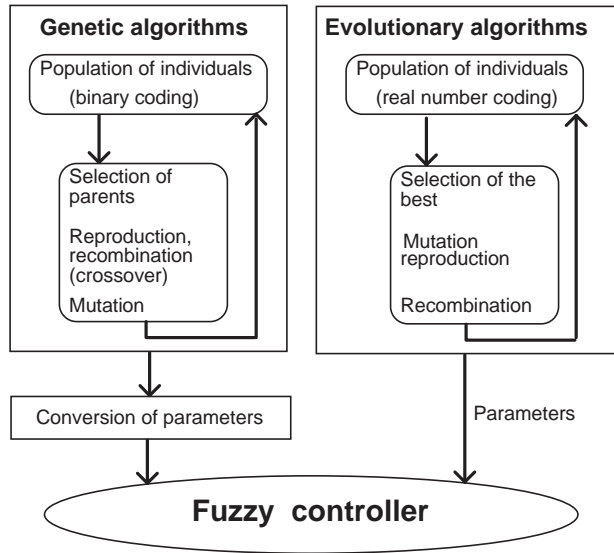 Genetic algorithms
Population of individuals
(binary coding)
Selection of
parents
Reproduction,
recombination
(crossover)
Mutation
Conversion of parameters
Evolutionary algorithms
Population of individuals
(real number coding)
Selection of the
best
Mutation
reproduction
Recombination
Parameters
Fuzzy controller